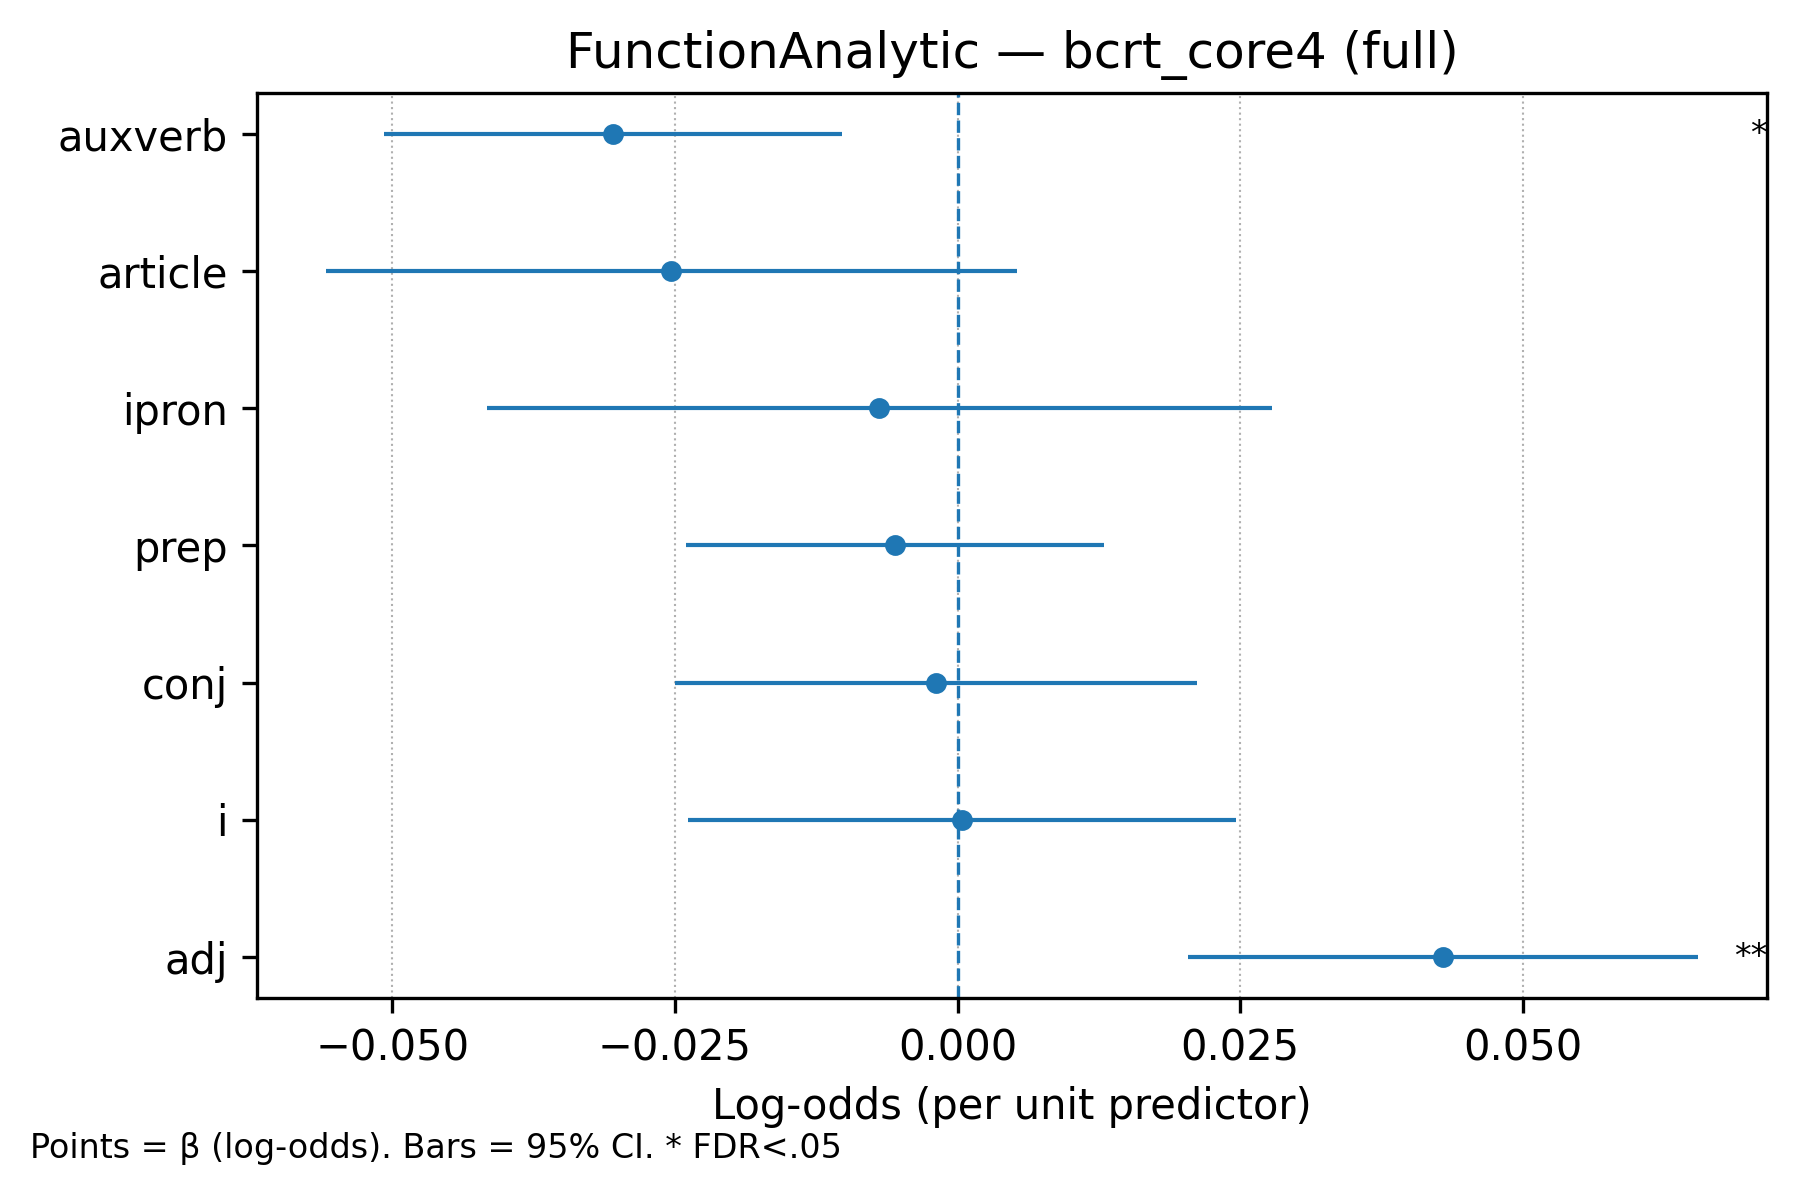 FunctionAnalytic — bcrt_core4 (full)
auxverb *
article
ipron
prep
conj
i
adj **
−0.050 −0.025 0.000 0.025 0.050
Log-odds (per unit predictor)
Points = β (log-odds). Bars = 95% CI. * FDR<.05